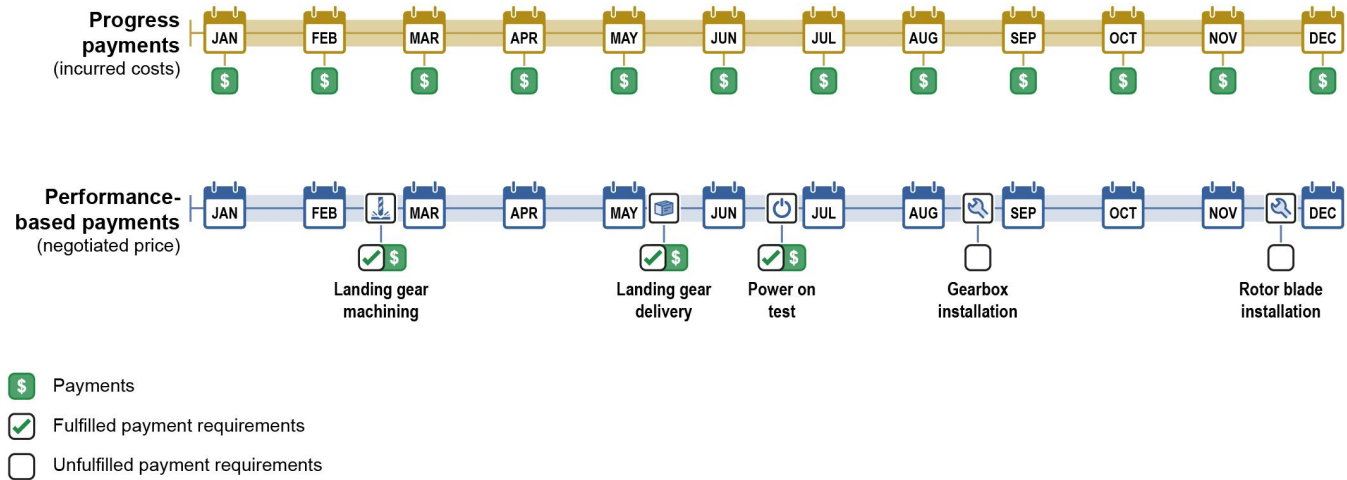 Progress
payments
(incurred costs)
JAN FEB MAR APR MAY JUN JUL AUG SEP OCT NOV DEC
$ $ $ $ $ $ $ $ $ $ $ $
Performance-
based payments
(negotiated price)
JAN FEB MAR APR MAY JUN JUL AUG SEP OCT NOV DEC
$ $ $
Landing gear
machining
Landing gear
delivery
Power on
test
Gearbox
installation
Rotor blade
installation
$ Payments
Fulfilled payment requirements
Unfulfilled payment requirements